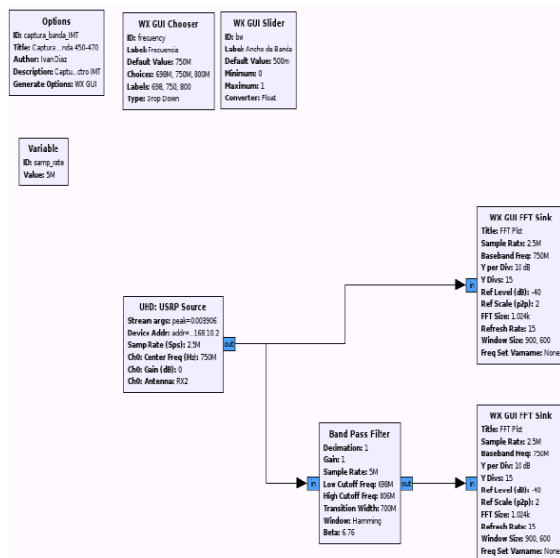 Options
ID: captura_banda_IMT
Title: Captura...nda 450-470
Author: IvanDiaz
Description: Captu...ctro IMT
Generate Options: WX GUI
WX GUI Chooser
ID: frecuency
Label: Frecuencia
Default Value: 750M
Choices: 698M, 750M, 800M
Labels: 698, 750, 800
Type: Drop Down
WX GUI Slider
ID: bw
Label: Ancho de Banda
Default Value: 500m
Minimum: 0
Maximum: 1
Converter: Float
Variable
ID: samp_rate
Value: 5M
UHD: USRP Source
Stream args: peak=0.003906
Device Addr: addr=...168.10.2
Samp Rate (Sps): 2.5M
Ch0: Center Freq (Hz): 750M
Ch0: Gain (dB): 0
Ch0: Antenna: RX2
out
in
WX GUI FFT Sink
Title: FFT Plot
Sample Rate: 2.5M
Baseband Freq: 750M
Y per Div: 10 dB
Y Divs: 15
Ref Level (dB): -40
Ref Scale (p2p): 2
FFT Size: 1.024k
Refresh Rate: 15
Window Size: 900, 600
Freq Set Varname: None
in
Band Pass Filter
Decimation: 1
Gain: 1
Sample Rate: 5M
Low Cutoff Freq: 698M
High Cutoff Freq: 806M
Transition Width: 700M
Window: Hamming
Beta: 6.76
out
in
WX GUI FFT Sink
Title: FFT Plot
Sample Rate: 2.5M
Baseband Freq: 750M
Y per Div: 10 dB
Y Divs: 15
Ref Level (dB): -40
Ref Scale (p2p): 2
FFT Size: 1.024k
Refresh Rate: 15
Window Size: 900, 600
Freq Set Varname: None